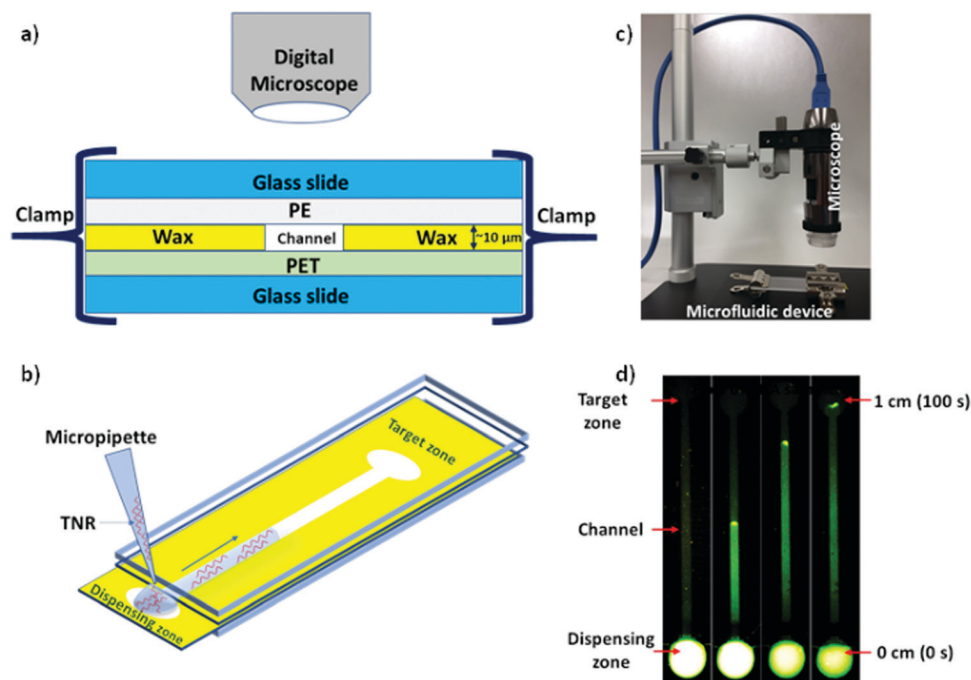 a)
Digital
Microscope
Glass slide
PE
Clamp
Wax
Channel
Wax
~10 µm
Clamp
PET
Glass slide
c)
Microscope
Microfluidic device
b)
Micropipette
TNR
Target zone
Dispensing zone
d)
Target
zone
1 cm (100 s)
Channel
Dispensing
zone
0 cm (0 s)